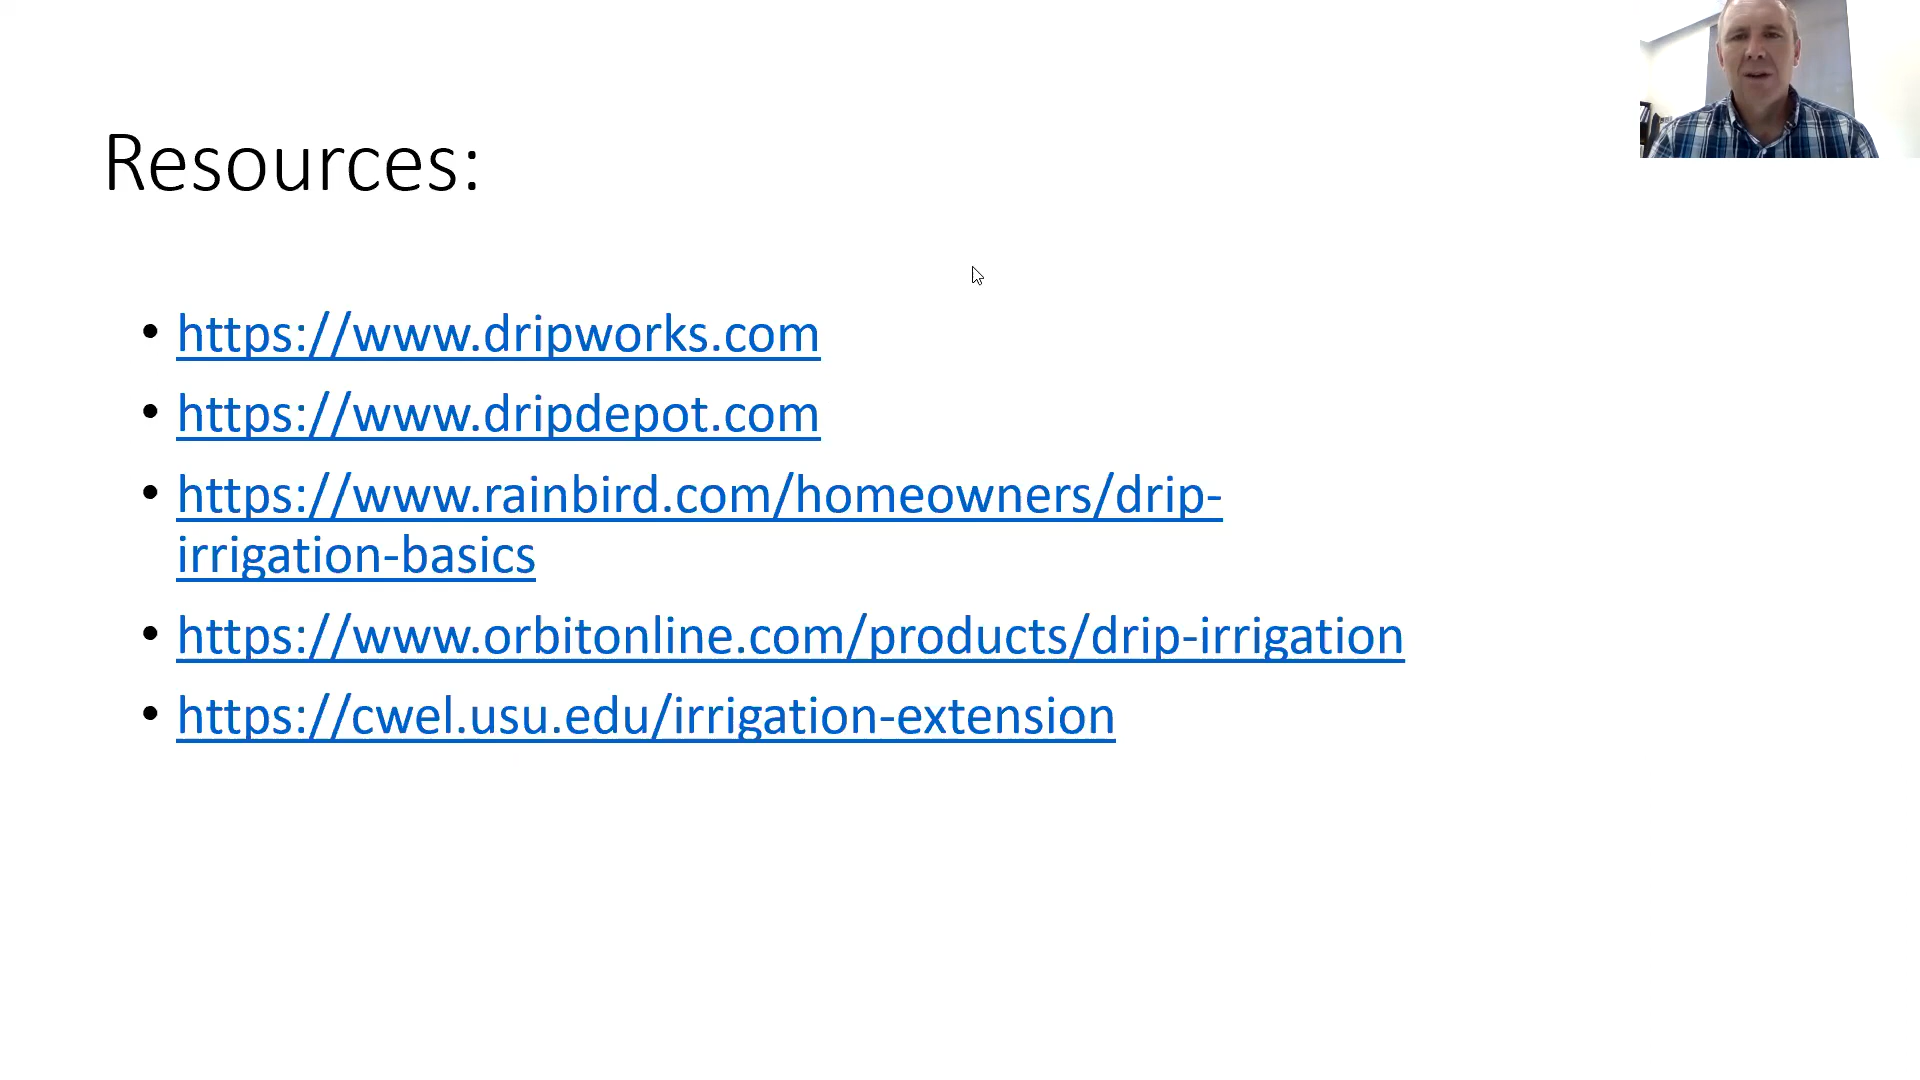 Resources:
• https://www.dripworks.com
• https://www.dripdepot.com
• https://www.rainbird.com/homeowners/drip-
irrigation-basics
• https://www.orbitonline.com/products/drip-irrigation
• https://cwel.usu.edu/irrigation-extension